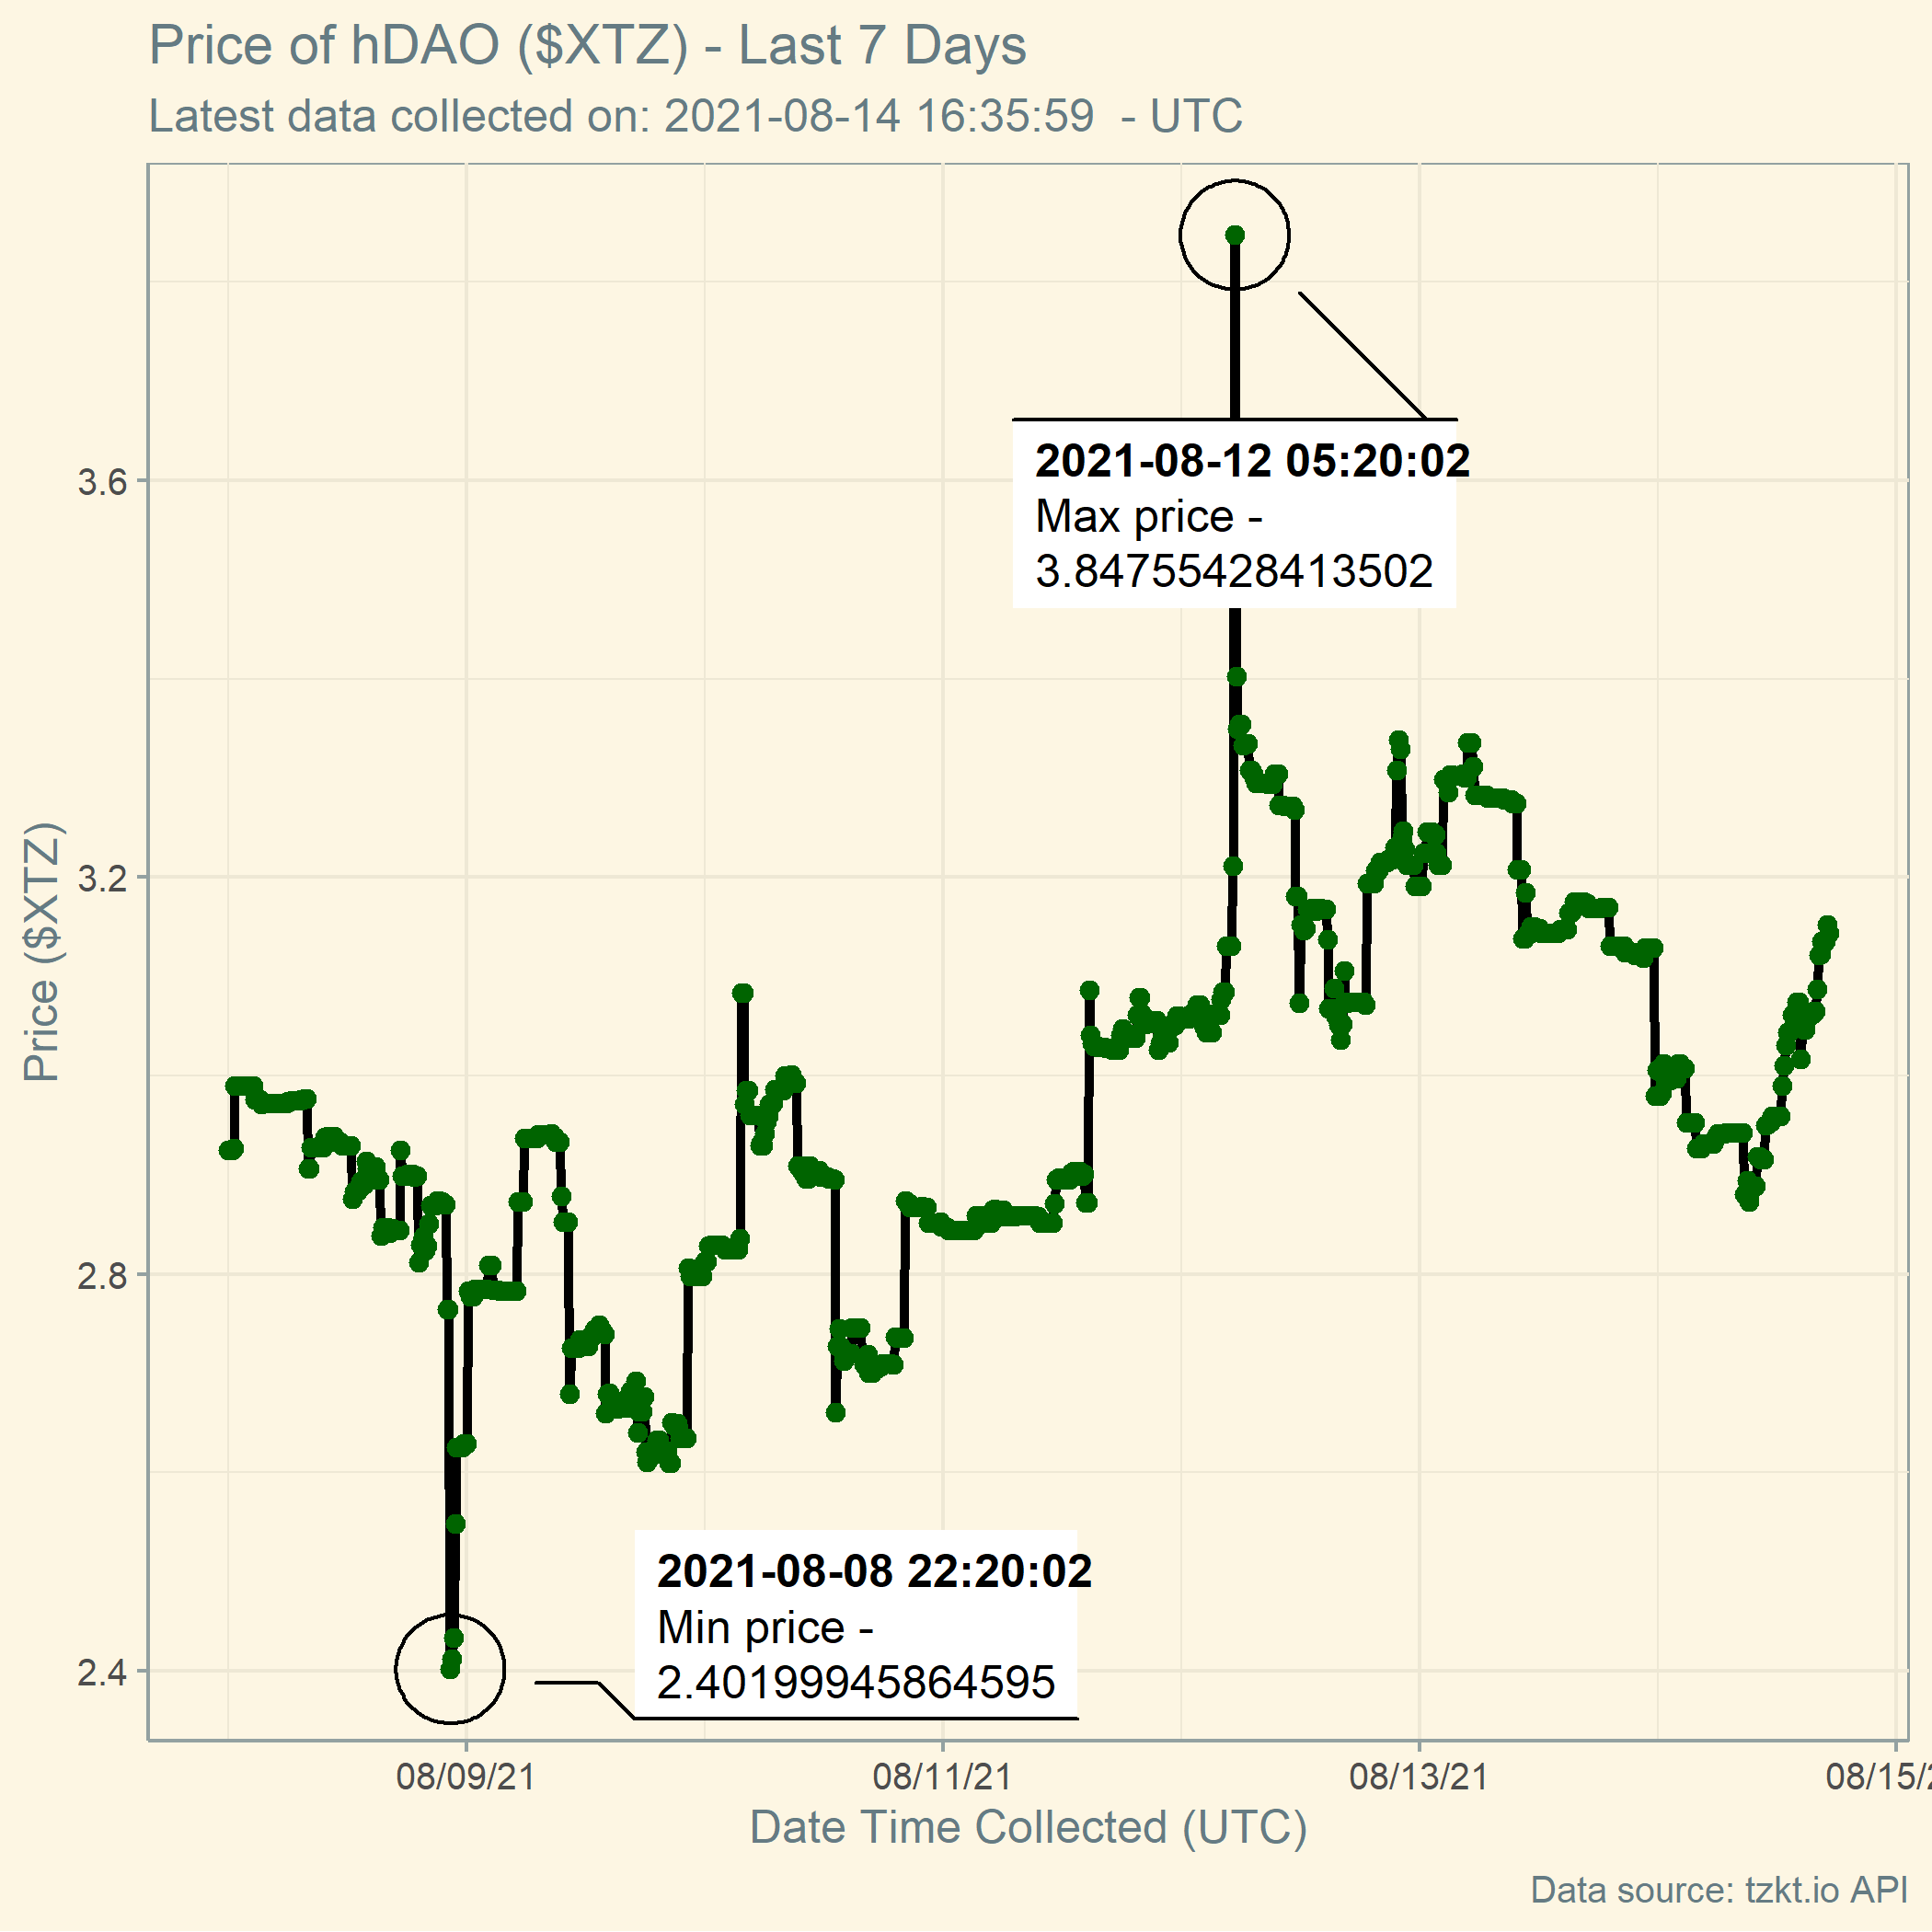 Price of hDAO ($XTZ) - Last 7 Days
Latest data collected on: 2021-08-14 16:35:59  - UTC
2021-08-12 05:20:02
Max price -
3.84755428413502
3.6
3.2
2.8
2.4
Price ($XTZ)
2021-08-08 22:20:02
Min price -
2.40199945864595
08/09/21
08/11/21
08/13/21
08/15/2
Date Time Collected (UTC)
Data source: tzkt.io API